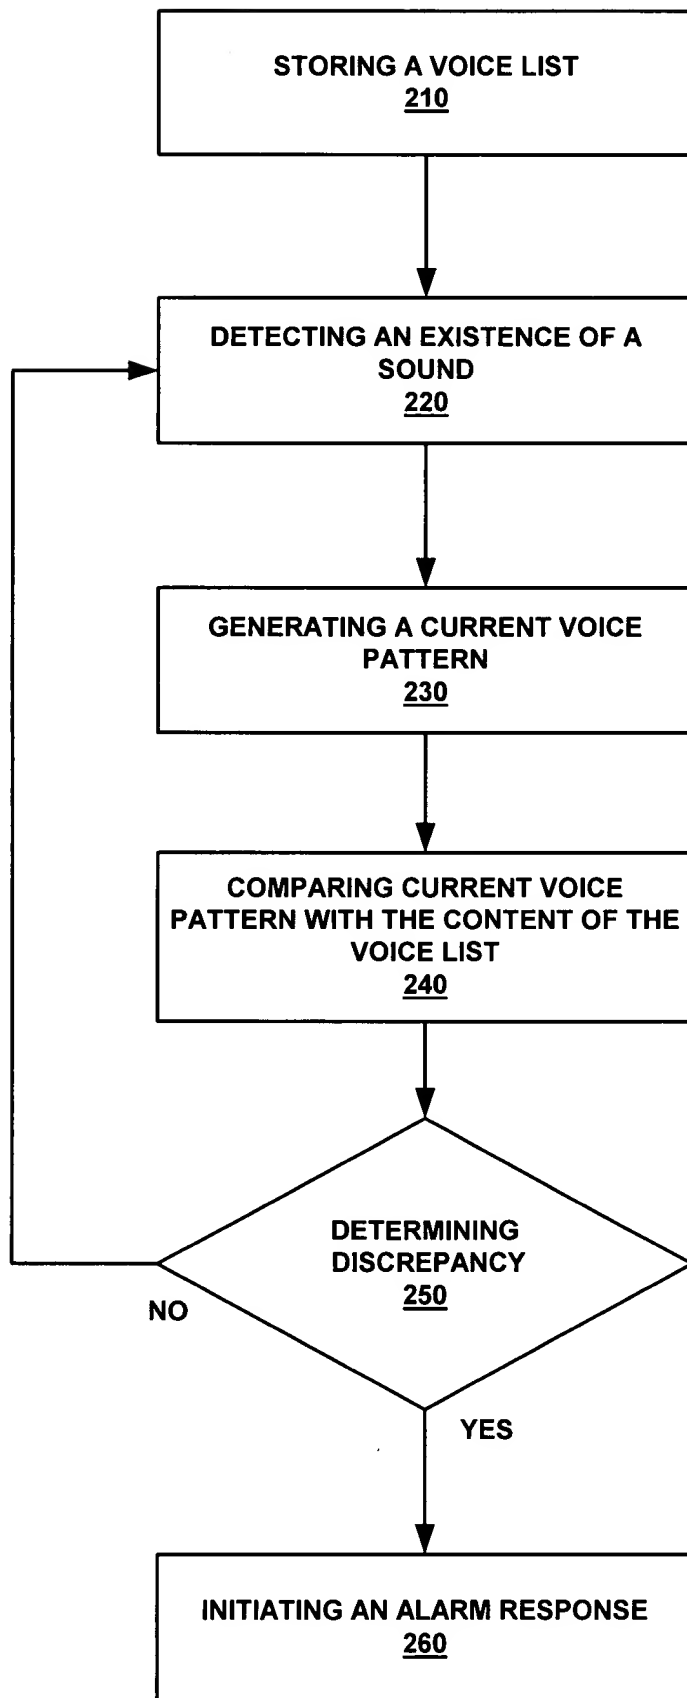 STORING A VOICE LIST
210
DETECTING AN EXISTENCE OF A
SOUND
220
GENERATING A CURRENT VOICE
PATTERN
230
COMPARING CURRENT VOICE
PATTERN WITH THE CONTENT OF THE
VOICE LIST
240
DETERMINING
DISCREPANCY
250
NO
YES
INITIATING AN ALARM RESPONSE
260